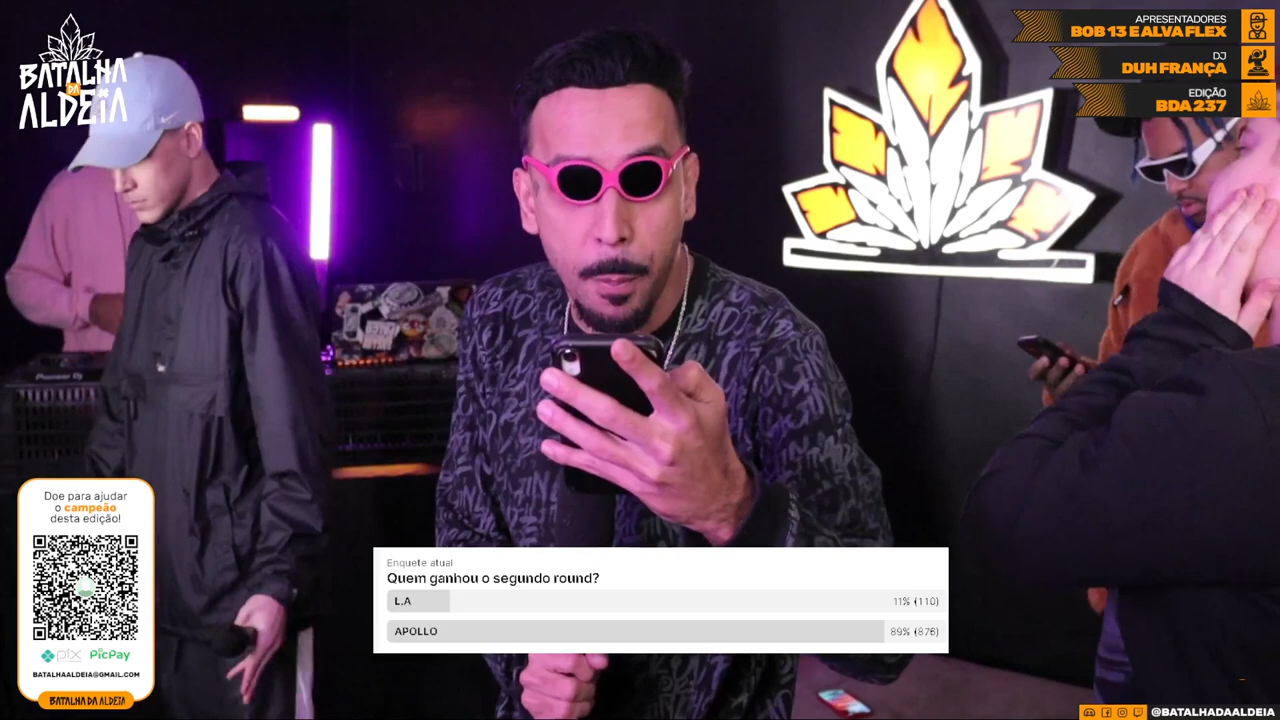 BATALHA
DA
ALDEIA
APRESENTADORES
BOB 13 E ALVA FLEX
DJ
DUH FRANÇA
EDIÇÃO
BDA 237
Pioneer Dj
Doe para ajudar
o campeão
desta edição!
pix PicPay
BATALHAALDEIA@GMAIL.COM
BATALHA DA ALDEIA
Enquete atual
Quem ganhou o segundo round?
L.A 11% (110)
APOLLO 89% (876)
@BATALHADAALDEIA